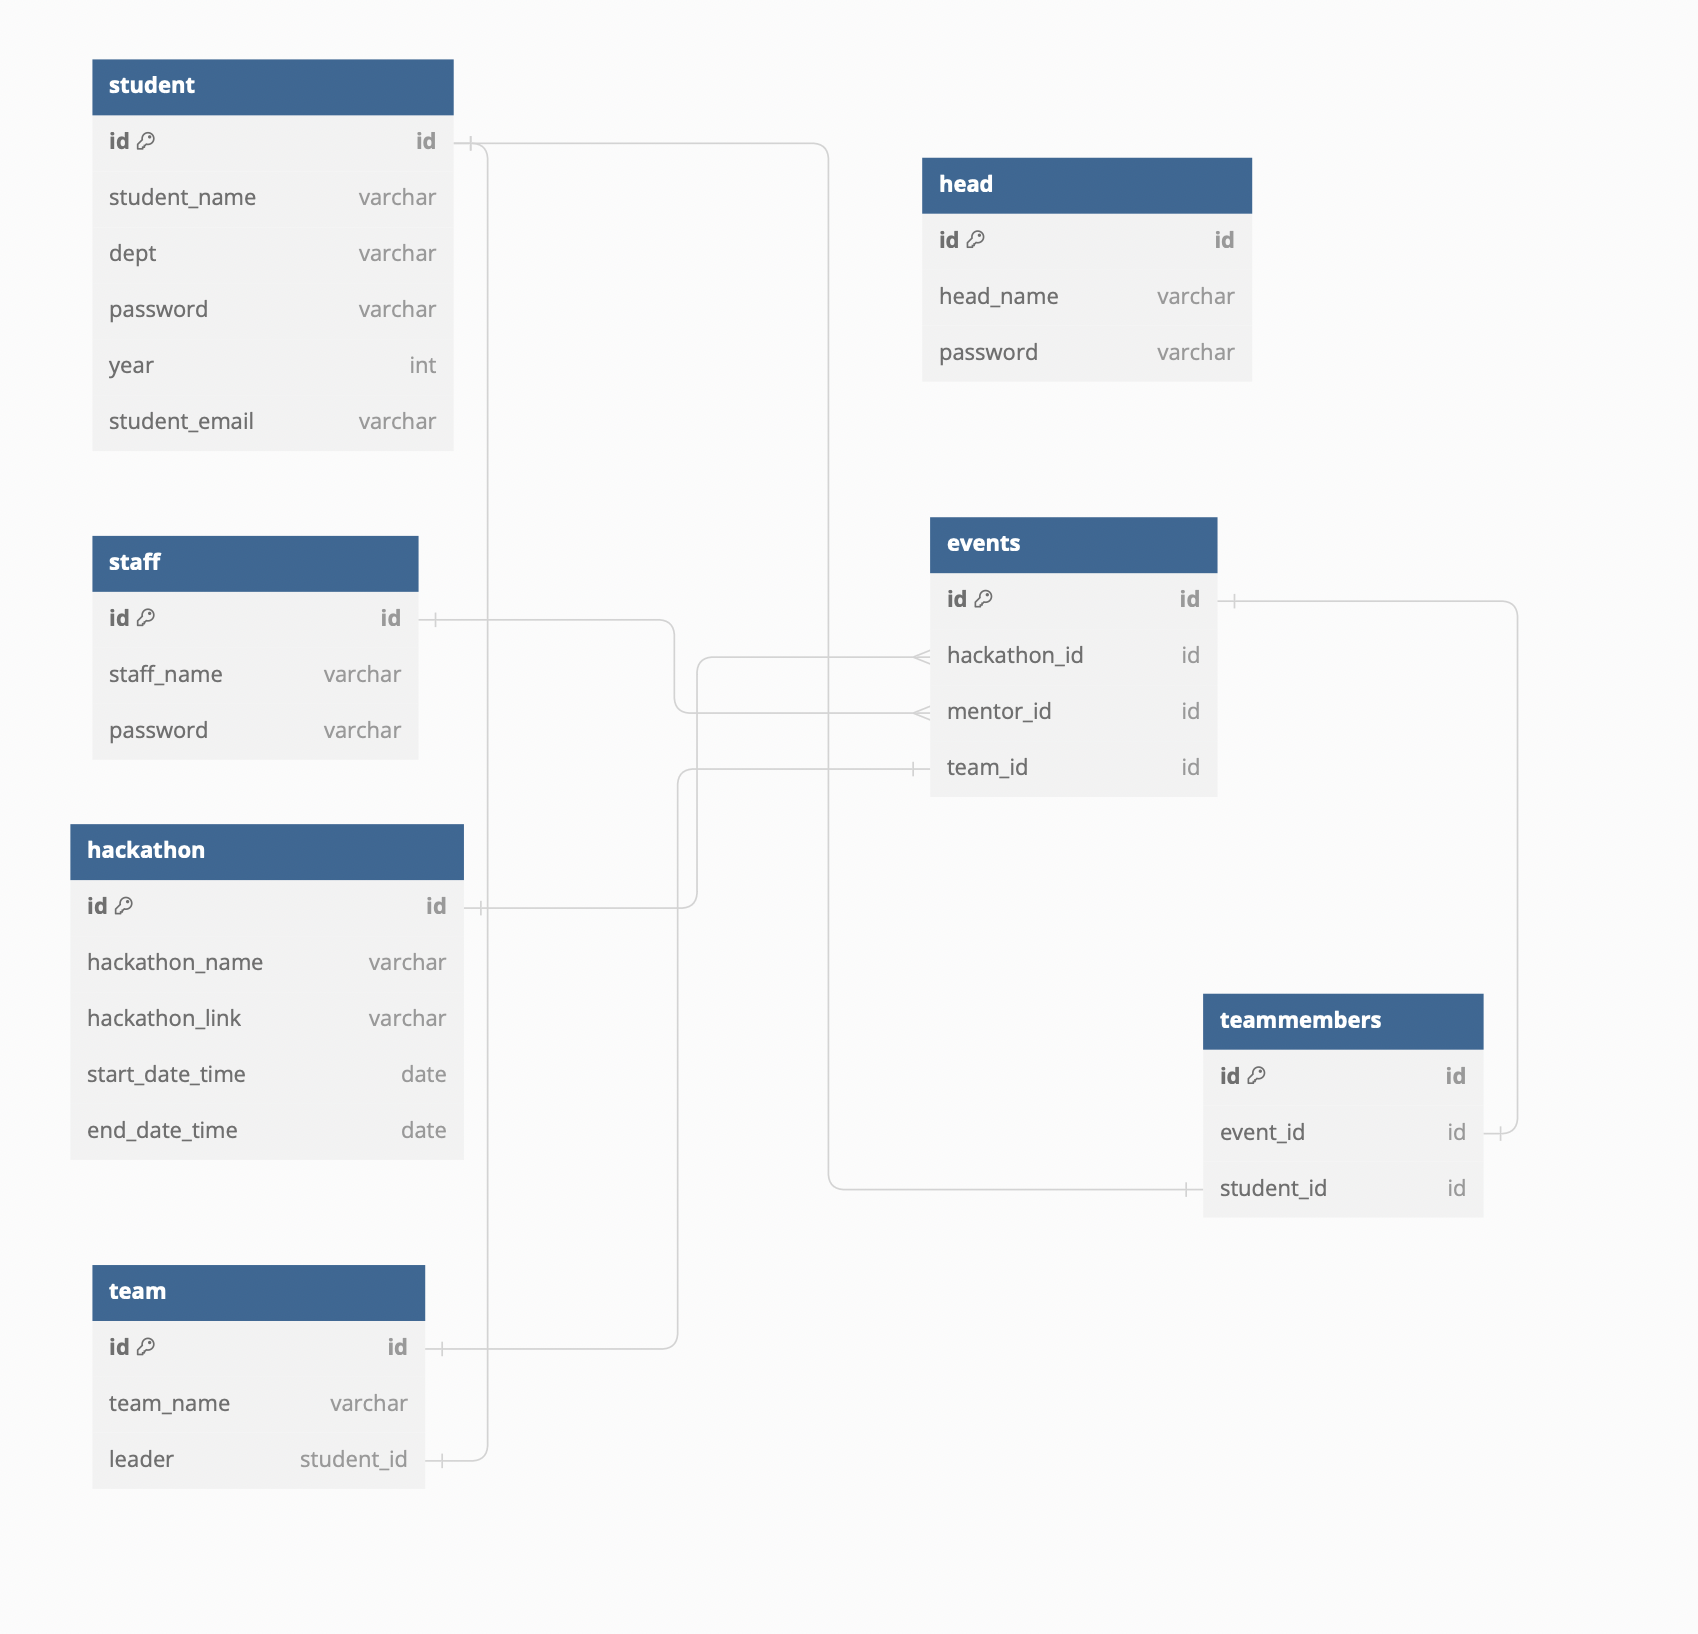 student
id id
student_name varchar
dept varchar
password varchar
year int
student_email varchar
head
id id
head_name varchar
password varchar
staff
id id
staff_name varchar
password varchar
events
id id
hackathon_id id
mentor_id id
team_id id
hackathon
id id
hackathon_name varchar
hackathon_link varchar
start_date_time date
end_date_time date
teammembers
id id
event_id id
student_id id
team
id id
team_name varchar
leader student_id